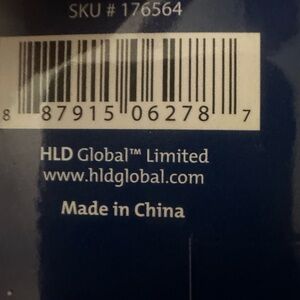 SKU # 176564
8 87915 06278 7
HLD Global™ Limited
www.hldglobal.com
Made in China